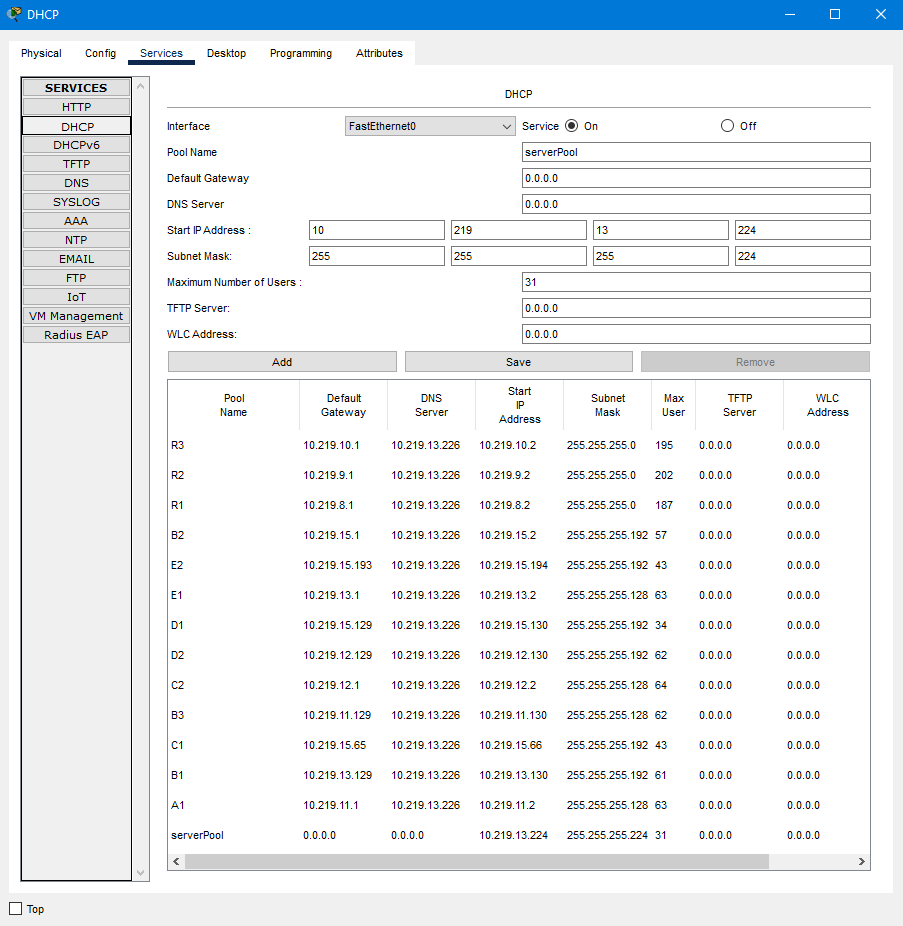 DHCP
Physical Config Services Desktop Programming Attributes
SERVICES
HTTP
DHCP
DHCPv6
TFTP
DNS
SYSLOG
AAA
NTP
EMAIL
FTP
IoT
VM Management
Radius EAP
DHCP
Interface FastEthernet0 Service On Off
Pool Name serverPool
Default Gateway 0.0.0.0
DNS Server 0.0.0.0
Start IP Address : 10 219 13 224
Subnet Mask: 255 255 255 224
Maximum Number of Users : 31
TFTP Server: 0.0.0.0
WLC Address: 0.0.0.0
Add Save Remove
Pool Name Default Gateway DNS Server Start IP Address Subnet Mask Max User TFTP Server WLC Address
R3 10.219.10.1 10.219.13.226 10.219.10.2 255.255.255.0 195 0.0.0.0 0.0.0.0
R2 10.219.9.1 10.219.13.226 10.219.9.2 255.255.255.0 202 0.0.0.0 0.0.0.0
R1 10.219.8.1 10.219.13.226 10.219.8.2 255.255.255.0 187 0.0.0.0 0.0.0.0
B2 10.219.15.1 10.219.13.226 10.219.15.2 255.255.255.192 57 0.0.0.0 0.0.0.0
E2 10.219.15.193 10.219.13.226 10.219.15.194 255.255.255.192 43 0.0.0.0 0.0.0.0
E1 10.219.13.1 10.219.13.226 10.219.13.2 255.255.255.128 63 0.0.0.0 0.0.0.0
D1 10.219.15.129 10.219.13.226 10.219.15.130 255.255.255.192 34 0.0.0.0 0.0.0.0
D2 10.219.12.129 10.219.13.226 10.219.12.130 255.255.255.192 62 0.0.0.0 0.0.0.0
C2 10.219.12.1 10.219.13.226 10.219.12.2 255.255.255.128 64 0.0.0.0 0.0.0.0
B3 10.219.11.129 10.219.13.226 10.219.11.130 255.255.255.128 62 0.0.0.0 0.0.0.0
C1 10.219.15.65 10.219.13.226 10.219.15.66 255.255.255.192 43 0.0.0.0 0.0.0.0
B1 10.219.13.129 10.219.13.226 10.219.13.130 255.255.255.192 61 0.0.0.0 0.0.0.0
A1 10.219.11.1 10.219.13.226 10.219.11.2 255.255.255.128 63 0.0.0.0 0.0.0.0
serverPool 0.0.0.0 0.0.0.0 10.219.13.224 255.255.255.224 31 0.0.0.0 0.0.0.0
Top